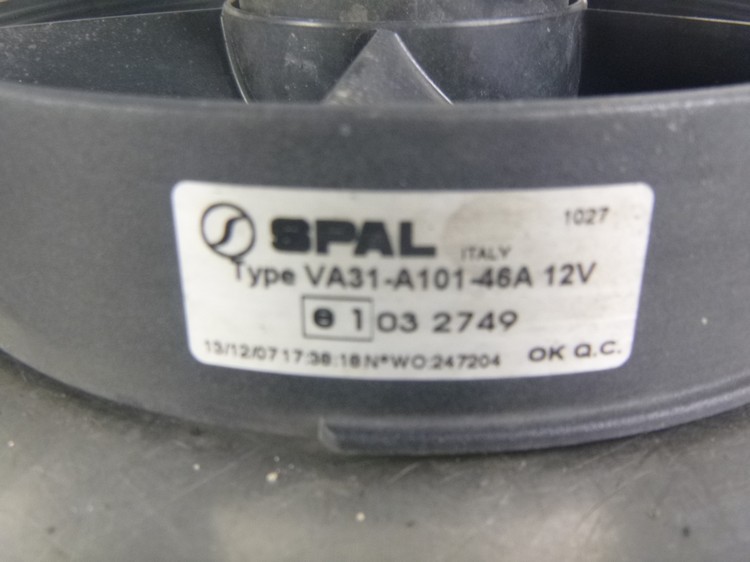 SPAL ITALY 1027
Type VA31-A101-46A 12V
e 1 03 2749
13/12/07 17:38:18 N° WO:247204 OK Q.C.